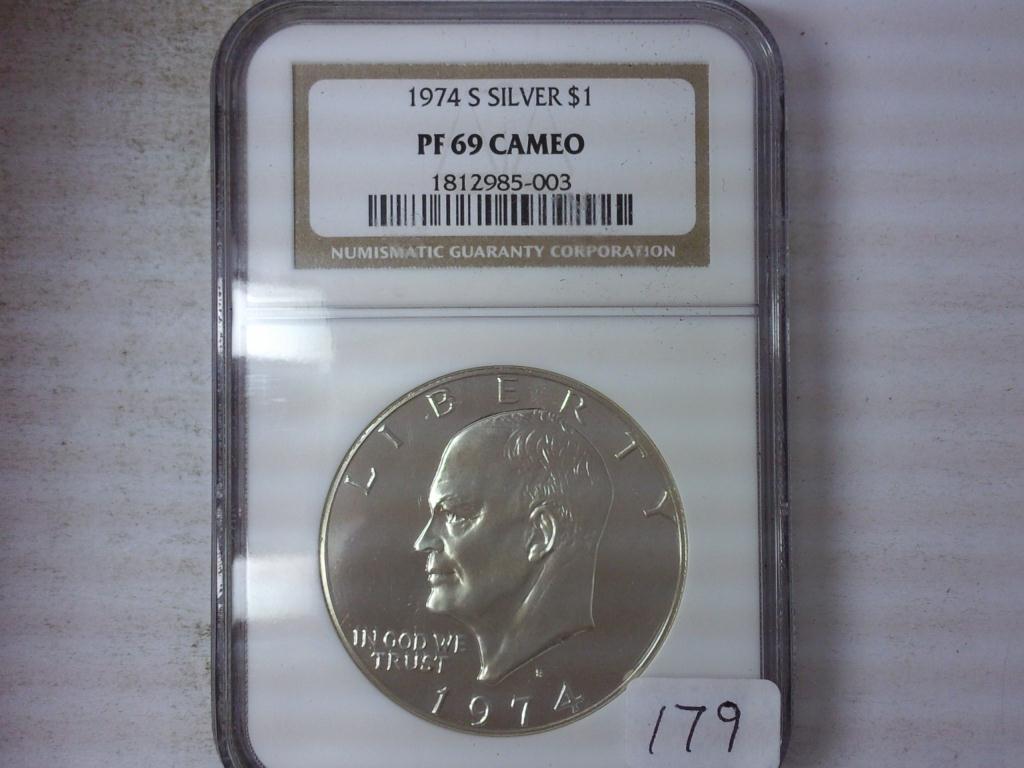 1974 S SILVER $1
PF 69 CAMEO
1812985-003
NUMISMATIC GUARANTY CORPORATION
LIBERTY
IN GOD WE
TRUST
S
1974
179